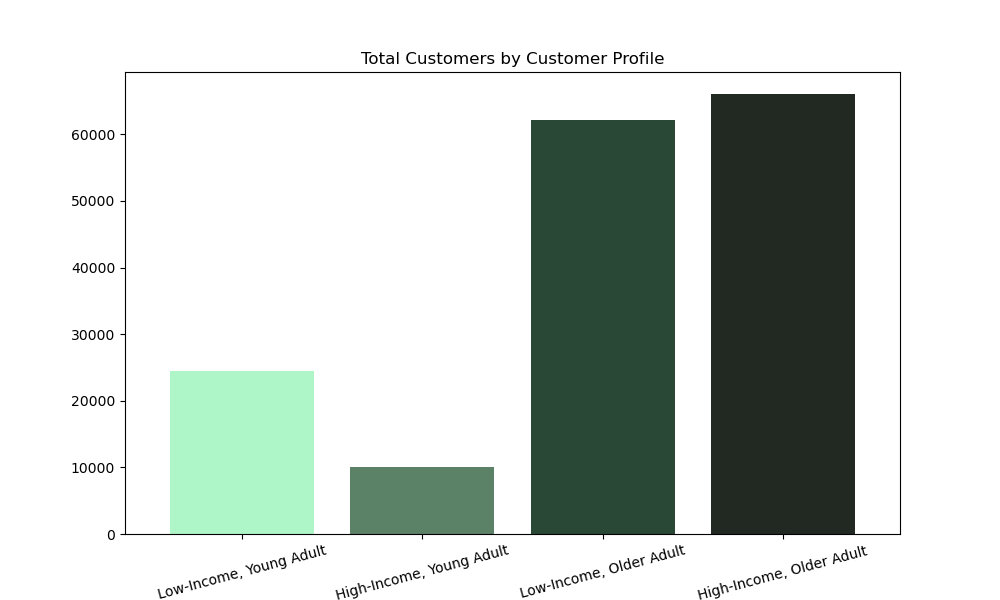 Total Customers by Customer Profile
60000
50000
40000
30000
20000
10000
0
Low-Income, Young Adult
High-Income, Young Adult
Low-Income, Older Adult
High-Income, Older Adult